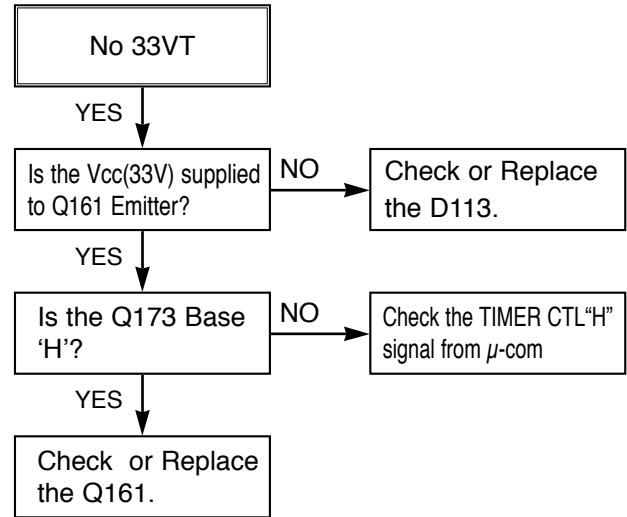 No 33VT
YES
Is the Vcc(33V) supplied
to Q161 Emitter?
NO
Check or Replace
the D113.
YES
Is the Q173 Base
‘H’?
NO
Check the TIMER CTL“H”
signal from µ-com
YES
Check or Replace
the Q161.